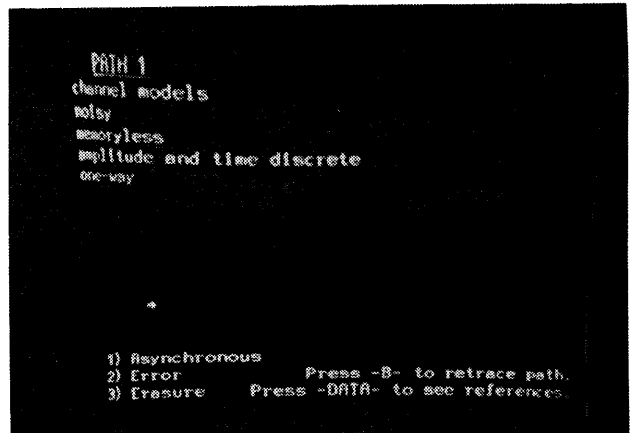 PATH 1
channel models
noisy
memoryless
amplitude and time discrete
one-way
1) Asynchronous
2) Error Press -B- to retrace path.
3) Erasure Press -DATA- to see references.